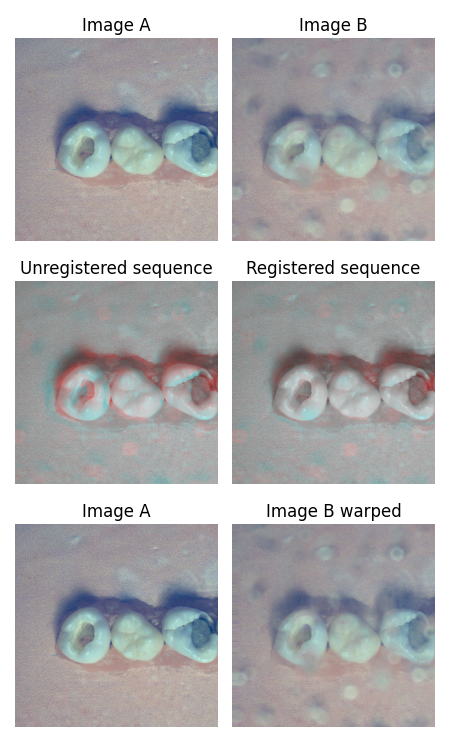 Image A
Image B
Unregistered sequence
Registered sequence
Image A
Image B warped